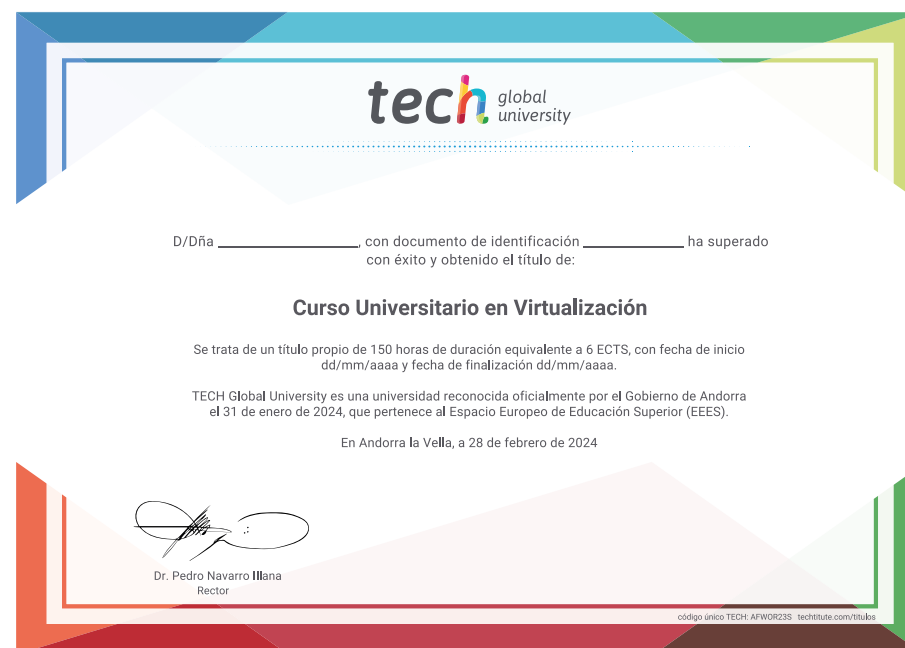 tech global university
D/Dña ____________, con documento de identificación ____________ ha superado
con éxito y obtenido el título de:
Curso Universitario en Virtualización
Se trata de un título propio de 150 horas de duración equivalente a 6 ECTS, con fecha de inicio
dd/mm/aaaa y fecha de finalización dd/mm/aaaa.
TECH Global University es una universidad reconocida oficialmente por el Gobierno de Andorra
el 31 de enero de 2024, que pertenece al Espacio Europeo de Educación Superior (EEES).
En Andorra la Vella, a 28 de febrero de 2024
Dr. Pedro Navarro Illana
Rector
código único TECH: AFWOR23S techtitute.com/titulos